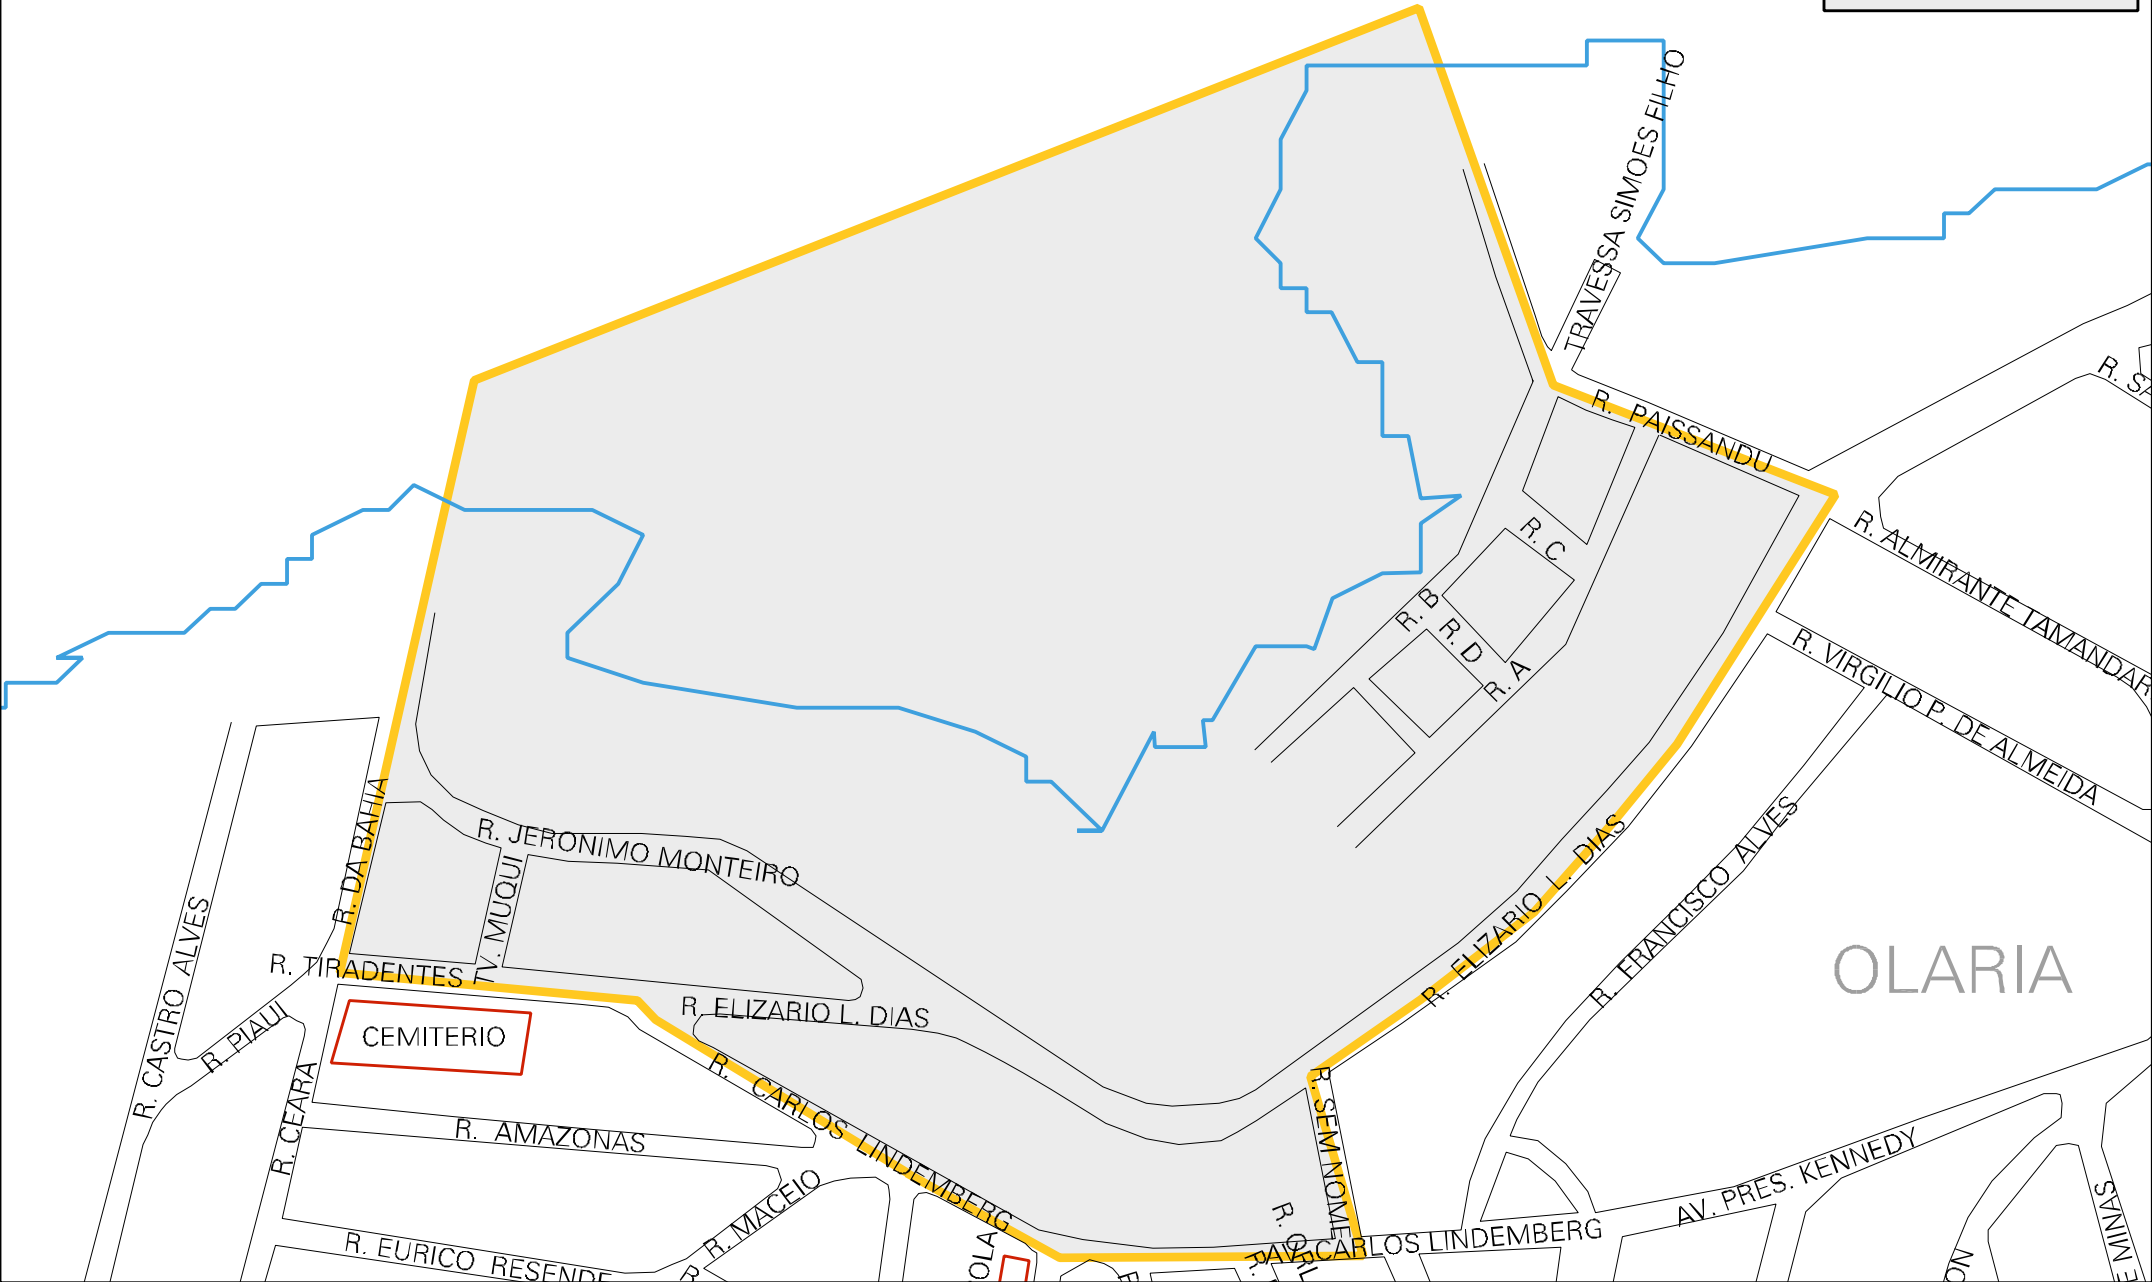 TRAVESSA SIMOES FILHO
R. PAISSANDU
R. ALMIRANTE TAMANDAR
R. C
R. B
R. D
R. A
R. VIRGILIO P. DE ALMEIDA
R. DA BAHIA
R. JERONIMO MONTEIRO
TV. MUQUI
R. ELIZARIO L. DIAS
R. FRANCISCO ALVES
OLARIA
R. CASTRO ALVES
R. TIRADENTES
R. PIAUI
CEMITERIO
R. ELIZARIO L. DIAS
R. CEARA
R. CARLOS LINDEMBERG
R. SEM NOME
R. AMAZONAS
R. MACEIO
AV. PRES. KENNEDY
AV. CARLOS LINDEMBERG
R. EURICO RESENDE